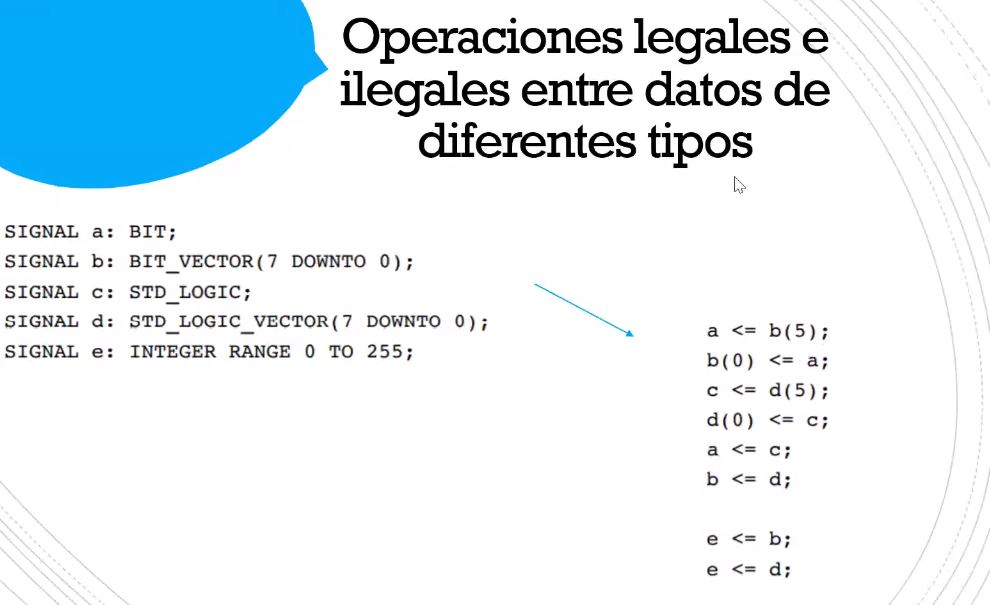 Operaciones legales e
ilegales entre datos de
diferentes tipos
SIGNAL a: BIT;
SIGNAL b: BIT_VECTOR(7 DOWNTO 0);
SIGNAL c: STD_LOGIC;
SIGNAL d: STD_LOGIC_VECTOR(7 DOWNTO 0);
SIGNAL e: INTEGER RANGE 0 TO 255;
a <= b(5);
b(0) <= a;
c <= d(5);
d(0) <= c;
a <= c;
b <= d;
e <= b;
e <= d;